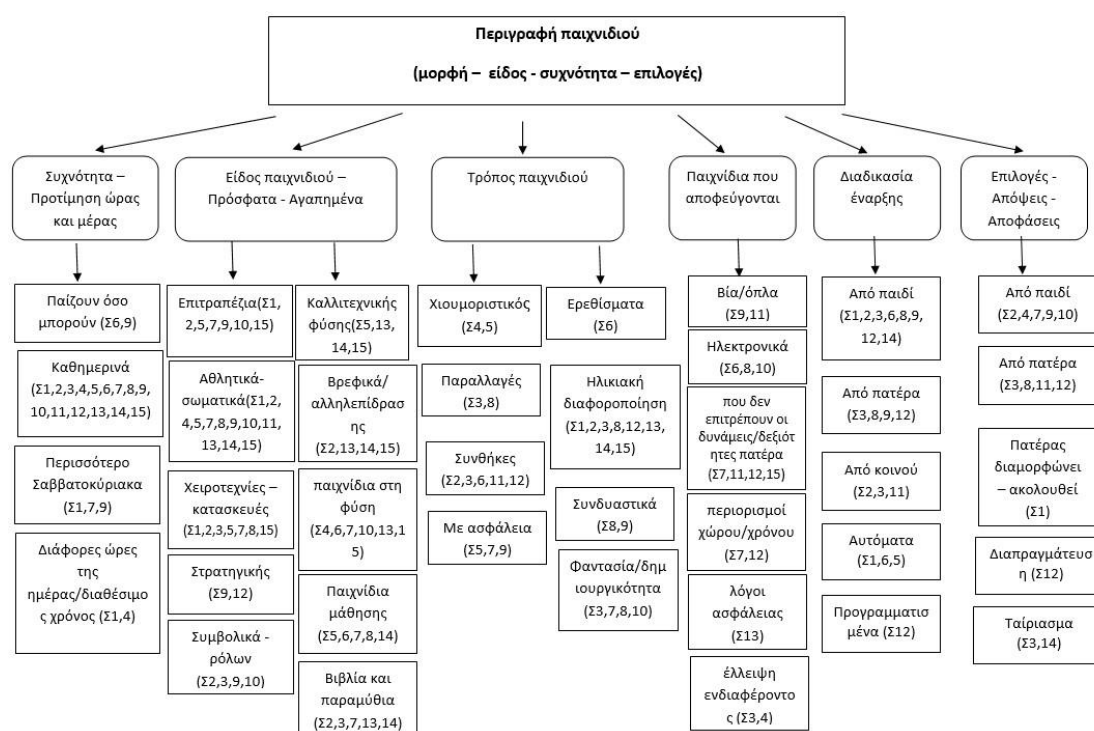 Περιγραφή παιχνιδιού
(μορφή – είδος - συχνότητα – επιλογές)
Συχνότητα –
Προτίμηση ώρας
και μέρας
Είδος παιχνιδιού –
Πρόσφατα - Αγαπημένα
Τρόπος παιχνιδιού
Παιχνίδια που
αποφεύγονται
Διαδικασία
έναρξης
Επιλογές -
Απόψεις -
Αποφάσεις
Παίζουν όσο
μπορούν (Σ6,9)
Καθημερινά
(Σ1,2,3,4,5,6,7,8,9,
10,11,12,13,14,15)
Περισσότερο
Σαββατοκύριακα
(Σ1,7,9)
Διάφορες ώρες
της
ημέρας/διαθέσιμο
ς χρόνος (Σ1,4)
Επιτραπέζια(Σ1,
2,5,7,9,10,15)
Αθλητικά-
σωματικά(Σ1,2,
4,5,7,8,9,10,11,
13,14,15)
Χειροτεχνίες –
κατασκευές
(Σ1,2,3,5,7,8,15)
Στρατηγικής
(Σ9,12)
Συμβολικά -
ρόλων
(Σ2,3,9,10)
Καλλιτεχνικής
φύσης(Σ5,13,
14,15)
Βρεφικά/
αλληλεπίδρασ
ης
(Σ2,13,14,15)
παιχνίδια στη
φύση
(Σ4,6,7,10,13,1
5)
Παιχνίδια
μάθησης
(Σ5,6,7,8,14)
Βιβλία και
παραμύθια
(Σ2,3,7,13,14)
Χιουμοριστικός
(Σ4,5)
Παραλλαγές
(Σ3,8)
Συνθήκες
(Σ2,3,6,11,12)
Με ασφάλεια
(Σ5,7,9)
Ερεθίσματα
(Σ6)
Ηλικιακή
διαφοροποίηση
(Σ1,2,3,8,12,13,
14,15)
Συνδυαστικά
(Σ8,9)
Φαντασία/δημ
ιουργικότητα
(Σ3,7,8,10)
Βία/όπλα
(Σ9,11)
Ηλεκτρονικά
(Σ6,8,10)
που δεν
επιτρέπουν οι
δυνάμεις/δεξιότ
ητες πατέρα
(Σ7,11,12,15)
περιορισμοί
χώρου/χρόνου
(Σ7,12)
λόγοι
ασφάλειας
(Σ13)
έλλειψη
ενδιαφέροντο
ς (Σ3,4)
Από παιδί
(Σ1,2,3,6,8,9,
12,14)
Από πατέρα
(Σ3,8,9,12)
Από κοινού
(Σ2,3,11)
Αυτόματα
(Σ1,6,5)
Προγραμματισ
μένα (Σ12)
Από παιδί
(Σ2,4,7,9,10)
Από πατέρα
(Σ3,8,11,12)
Πατέρας
διαμορφώνει
– ακολουθεί
(Σ1)
Διαπραγμάτευσ
η (Σ12)
Ταίριασμα
(Σ3,14)